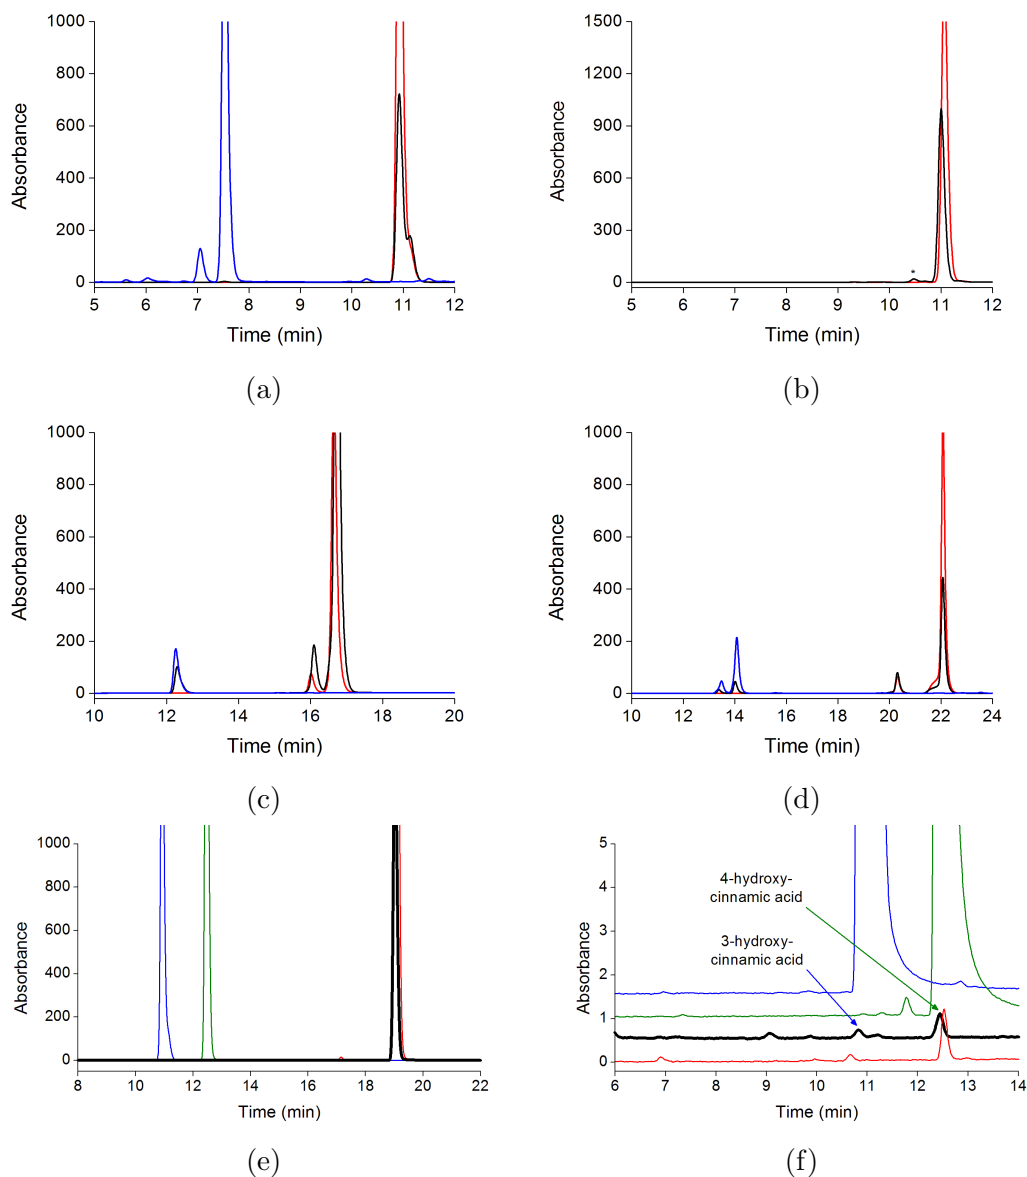 1000
800
600
400
200
0
Absorbance
5 6 7 8 9 10 11 12
Time (min)
(a)
1500
1200
900
600
300
0
Absorbance
*
5 6 7 8 9 10 11 12
Time (min)
(b)
1000
800
600
400
200
0
Absorbance
10 12 14 16 18 20
Time (min)
(c)
1000
800
600
400
200
0
Absorbance
10 12 14 16 18 20 22 24
Time (min)
(d)
1000
800
600
400
200
0
Absorbance
8 10 12 14 16 18 20 22
Time (min)
(e)
5
4
3
2
1
0
Absorbance
4-hydroxy-
cinnamic acid
3-hydroxy-
cinnamic acid
6 7 8 9 10 11 12 13 14
Time (min)
(f)